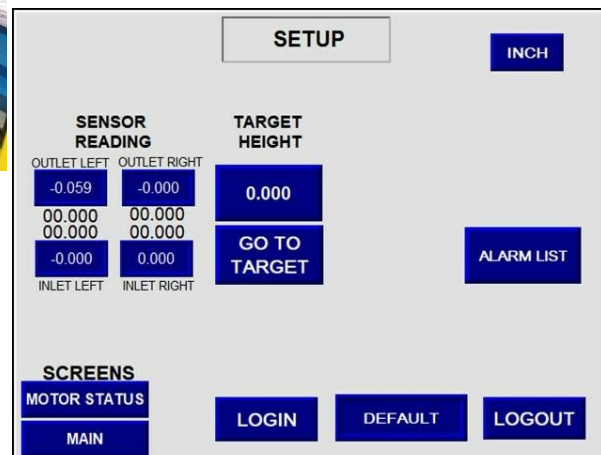 SETUP
INCH
SENSOR
READING
OUTLET LEFT OUTLET RIGHT
-0.059 -0.000
00.000 00.000
00.000 00.000
-0.000 0.000
INLET LEFT INLET RIGHT
TARGET
HEIGHT
0.000
GO TO
TARGET
ALARM LIST
SCREENS
MOTOR STATUS
MAIN
LOGIN
DEFAULT
LOGOUT